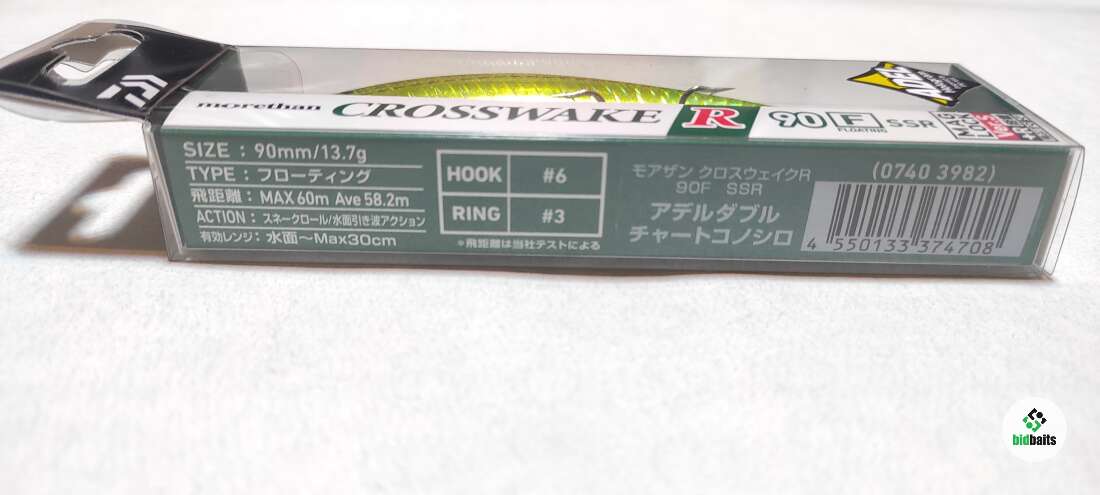 morethan CROSSWAKE R 90 F SSR
FLOATING
SIZE : 90mm/13.7g
TYPE : フローティング
飛距離 : MAX 60m Ave 58.2m
ACTION : スネークロール/水面引き波アクション
有効レンジ : 水面〜Max30cm
HOOK #6
RING #3
*飛距離は当社テストによる
モアザン クロスウェイクR
90F SSR
アデルダブル
チャートコノシロ
(0740 3982)
4 550133 374708
bidbaits